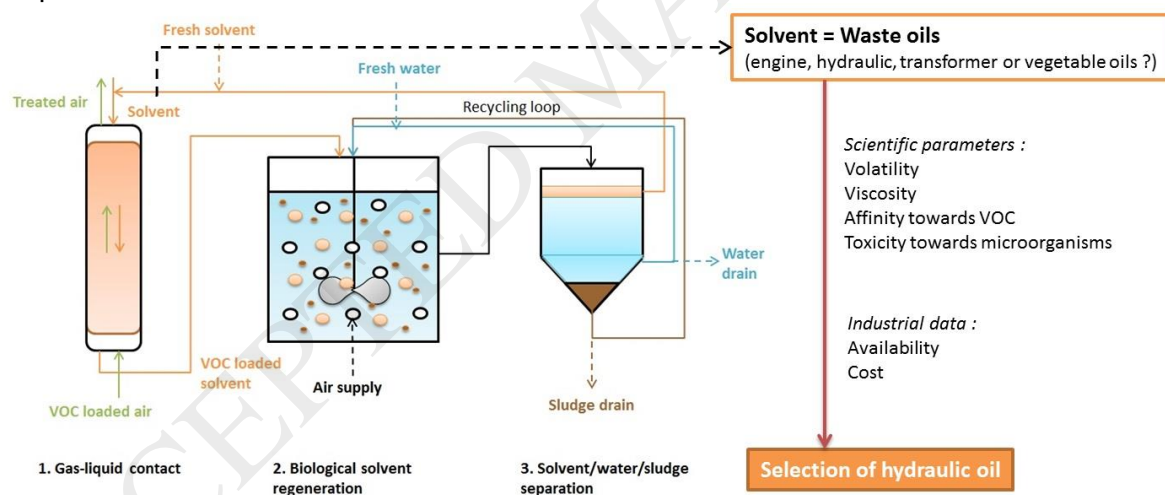 Fresh solvent
Solvent = Waste oils
(engine, hydraulic, transformer or vegetable oils ?)
Fresh water
Treated air
Solvent
Recycling loop
Scientific parameters :
Volatility
Viscosity
Affinity towards VOC
Toxicity towards microorganisms
Water
drain
Industrial data :
Availability
Cost
VOC loaded
solvent
Air supply
VOC loaded air
Sludge drain
1. Gas-liquid contact
2. Biological solvent
regeneration
3. Solvent/water/sludge
separation
Selection of hydraulic oil
CEPTED MA